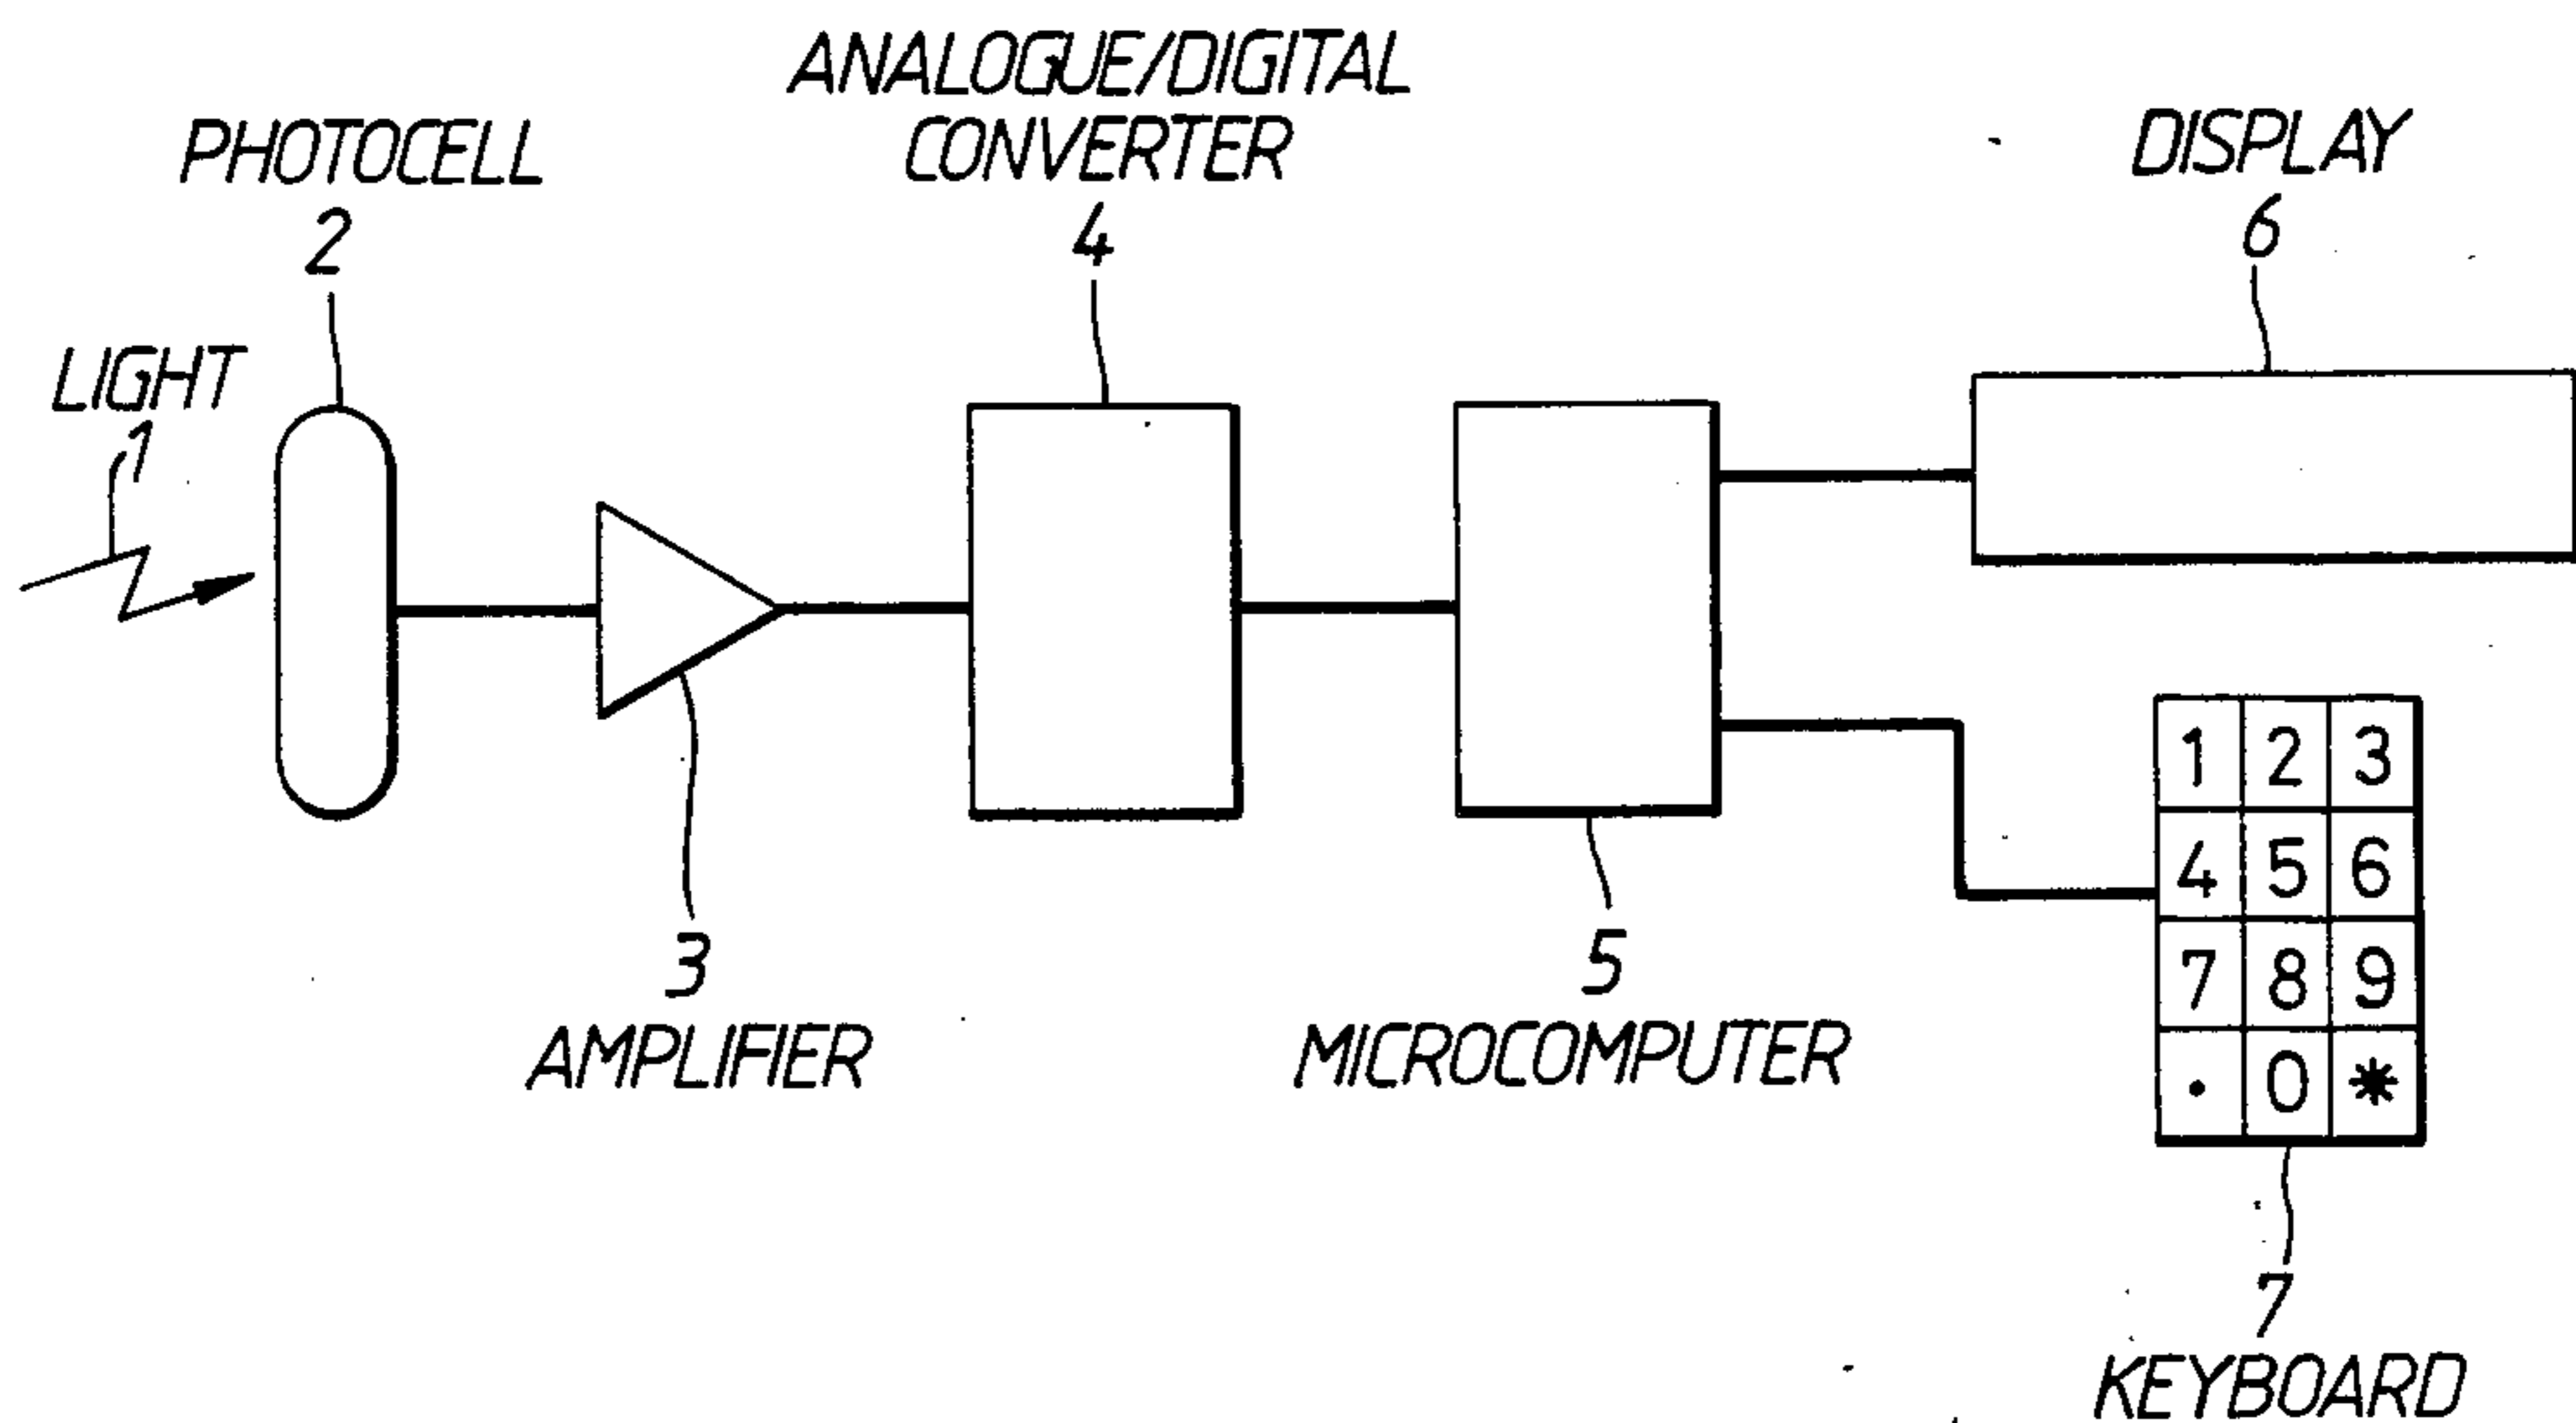 ANALOGUE/DIGITAL
CONVERTER
4
PHOTOCELL
2
DISPLAY
6
LIGHT
1
3
AMPLIFIER
5
MICROCOMPUTER
1 2 3
4 5 6
7 8 9
. 0 *
7
KEYBOARD